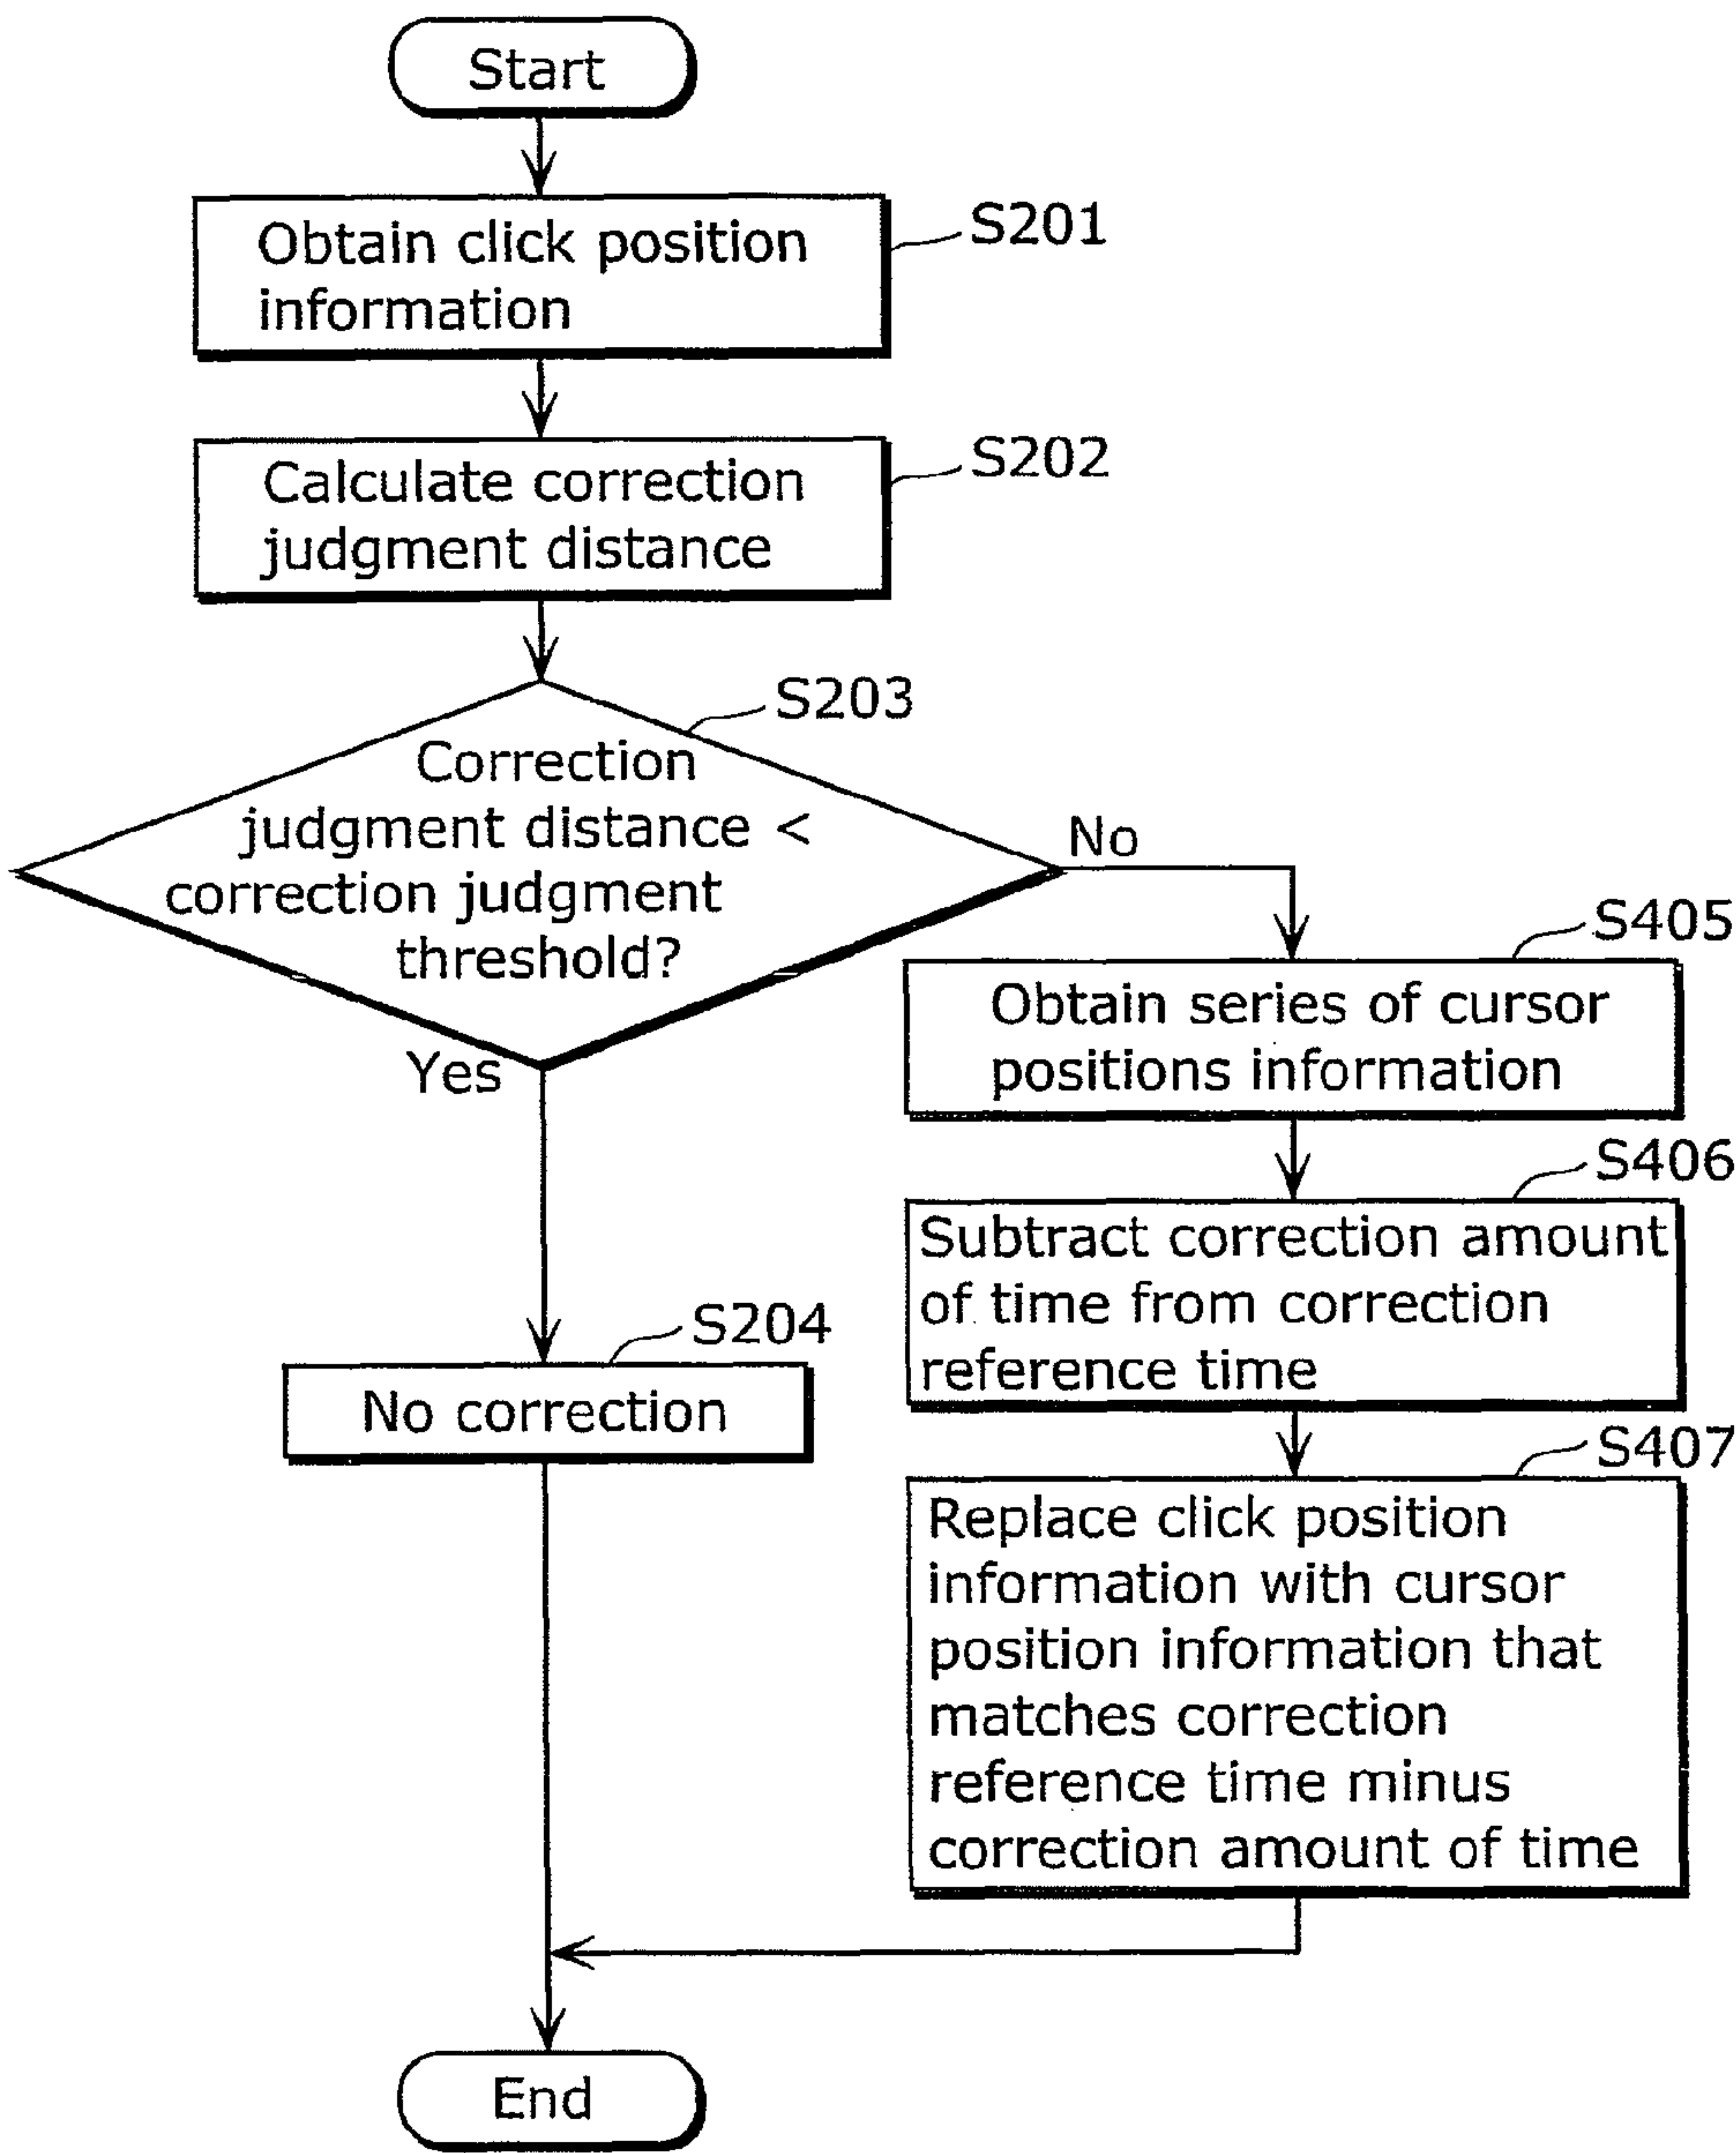 Start
Obtain click position
information
S201
Calculate correction
judgment distance
S202
S203
Correction
judgment distance <
correction judgment
threshold?
No
Yes
S405
Obtain series of cursor
positions information
S406
Subtract correction amount
of time from correction
reference time
S204
No correction
S407
Replace click position
information with cursor
position information that
matches correction
reference time minus
correction amount of time
End